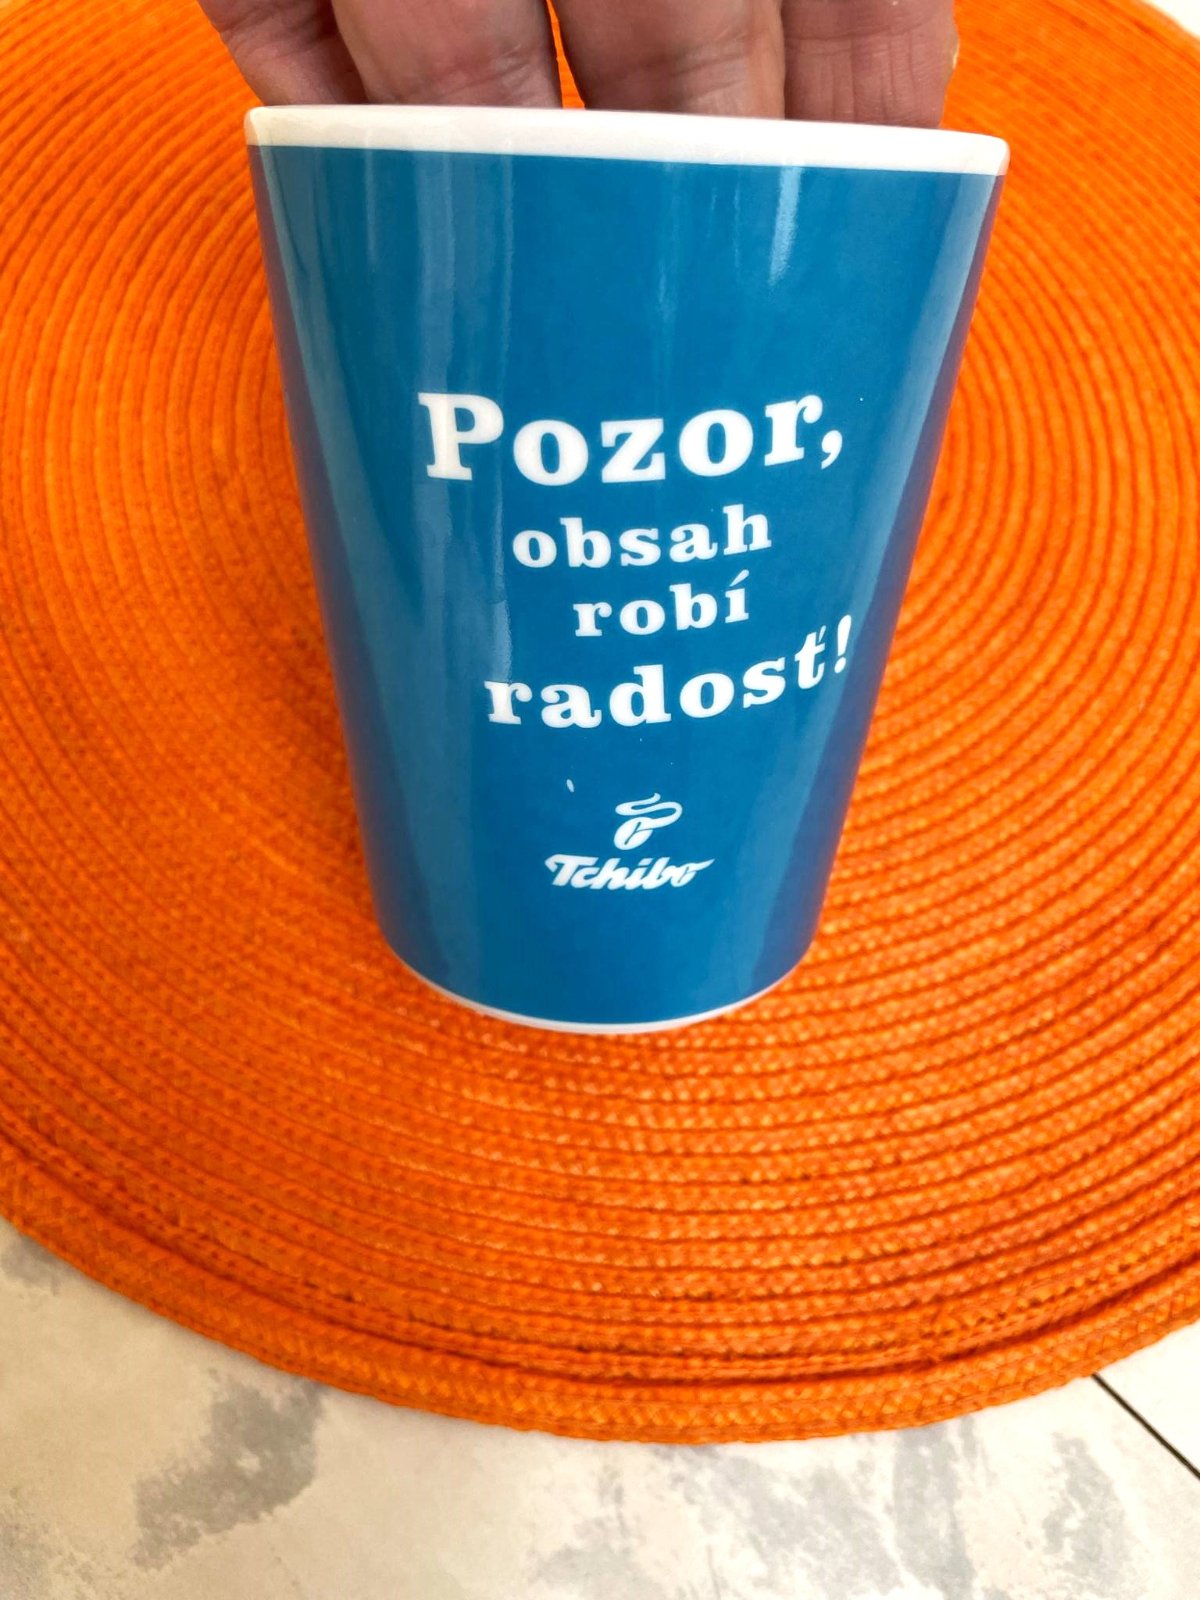 Pozor,
obsah
robí
radosť!
Tchibo